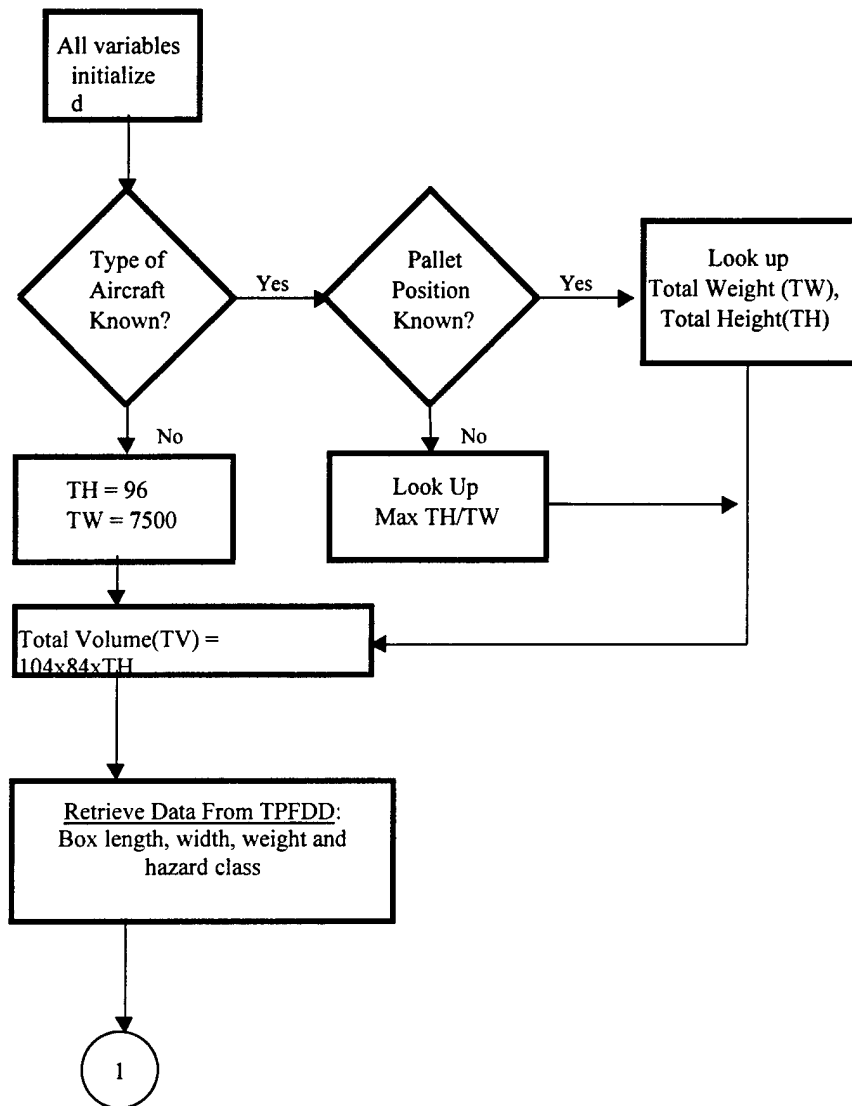 All variables
initialize
d
Type of
Aircraft
Known?
Yes
Pallet
Position
Known?
Yes
Look up
Total Weight (TW),
Total Height(TH)
No
No
TH = 96
TW = 7500
Look Up
Max TH/TW
Total Volume(TV) =
104x84xTH
Retrieve Data From TPFDD:
Box length, width, weight and
hazard class
1